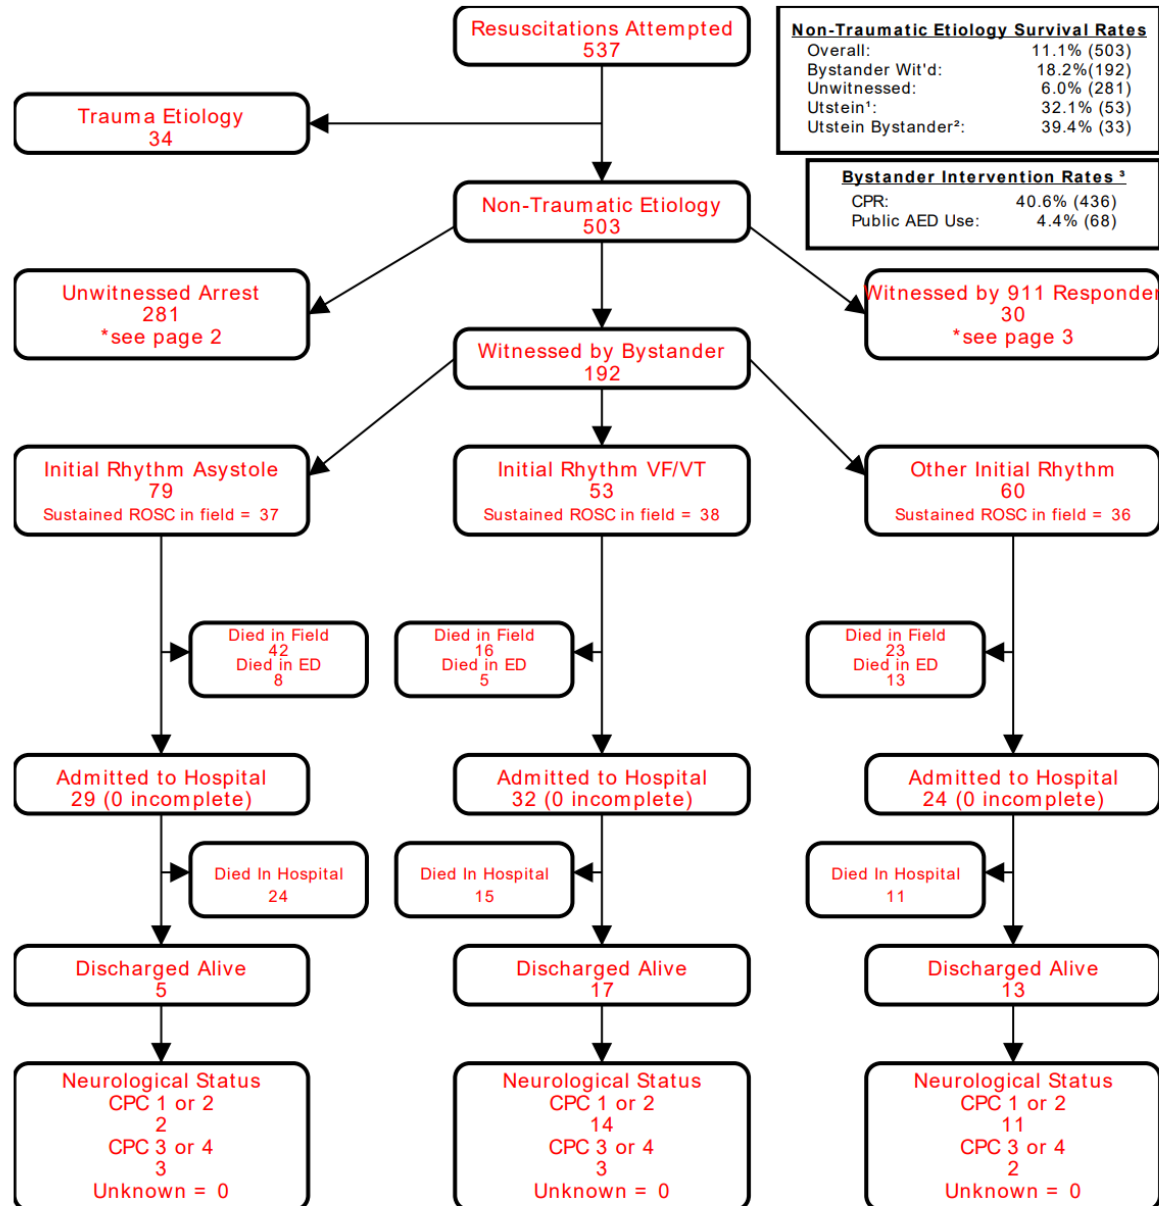 Resuscitations Attempted
537
Non-Traumatic Etiology Survival Rates
Overall: 11.1% (503)
Bystander Wit'd: 18.2%(192)
Unwitnessed: 6.0% (281)
Utstein¹: 32.1% (53)
Utstein Bystander²: 39.4% (33)
Trauma Etiology
34
Bystander Intervention Rates ³
CPR: 40.6% (436)
Public AED Use: 4.4% (68)
Non-Traumatic Etiology
503
Unwitnessed Arrest
281
*see page 2
Witnessed by 911 Responder
30
*see page 3
Witnessed by Bystander
192
Initial Rhythm Asystole
79
Sustained ROSC in field = 37
Initial Rhythm VF/VT
53
Sustained ROSC in field = 38
Other Initial Rhythm
60
Sustained ROSC in field = 36
Died in Field
42
Died in ED
8
Died in Field
16
Died in ED
5
Died in Field
23
Died in ED
13
Admitted to Hospital
29 (0 incomplete)
Admitted to Hospital
32 (0 incomplete)
Admitted to Hospital
24 (0 incomplete)
Died In Hospital
24
Died In Hospital
15
Died In Hospital
11
Discharged Alive
5
Discharged Alive
17
Discharged Alive
13
Neurological Status
CPC 1 or 2
2
CPC 3 or 4
3
Unknown = 0
Neurological Status
CPC 1 or 2
14
CPC 3 or 4
3
Unknown = 0
Neurological Status
CPC 1 or 2
11
CPC 3 or 4
2
Unknown = 0